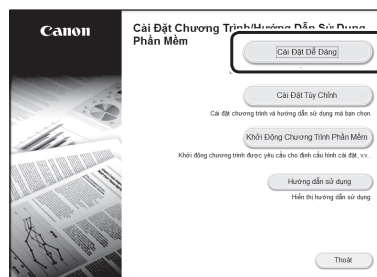 Canon
Cài Đặt Chương Trình/Hướng Dẫn Sử Dụng
Phần Mềm
Cài Đặt Dễ Dàng
Cài Đặt Tùy Chỉnh
Cài đặt chương trình và hướng dẫn sử dụng mà bạn chọn.
Khởi Động Chương Trình Phần Mềm
Khởi động chương trình được yêu cầu cho định cấu hình cài đặt, v.v...
Hướng dẫn sử dụng
Hiển thị hướng dẫn sử dụng.
Thoát